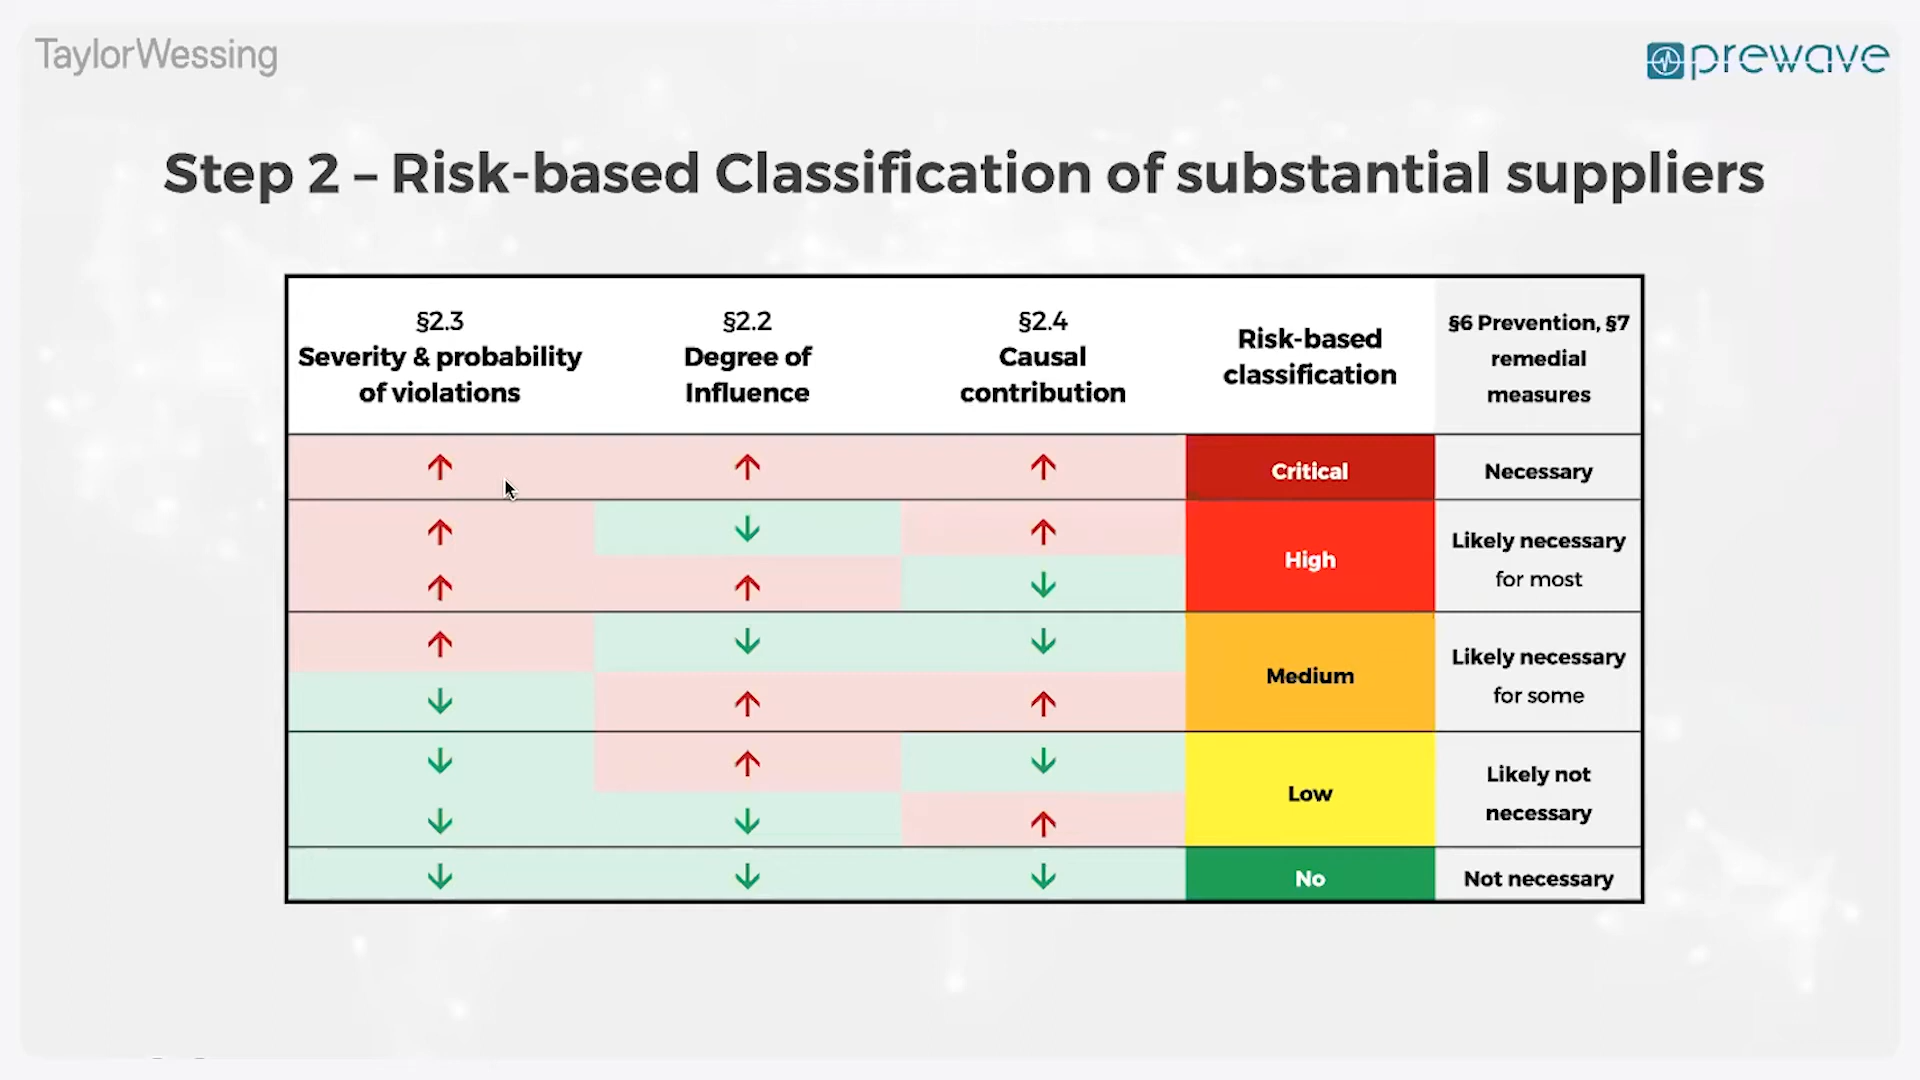 TaylorWessing
prewave
Step 2 – Risk-based Classification of substantial suppliers
§2.3
Severity & probability
of violations
§2.2
Degree of
Influence
§2.4
Causal
contribution
Risk-based
classification
§6 Prevention, §7
remedial
measures
↑ ↑ ↑
Critical
Necessary
↑ ↓ ↑
↑ ↑ ↓
High
Likely necessary
for most
↑ ↓ ↓
↓ ↑ ↑
Medium
Likely necessary
for some
↓ ↑ ↓
↓ ↓ ↑
Low
Likely not
necessary
↓ ↓ ↓
No
Not necessary